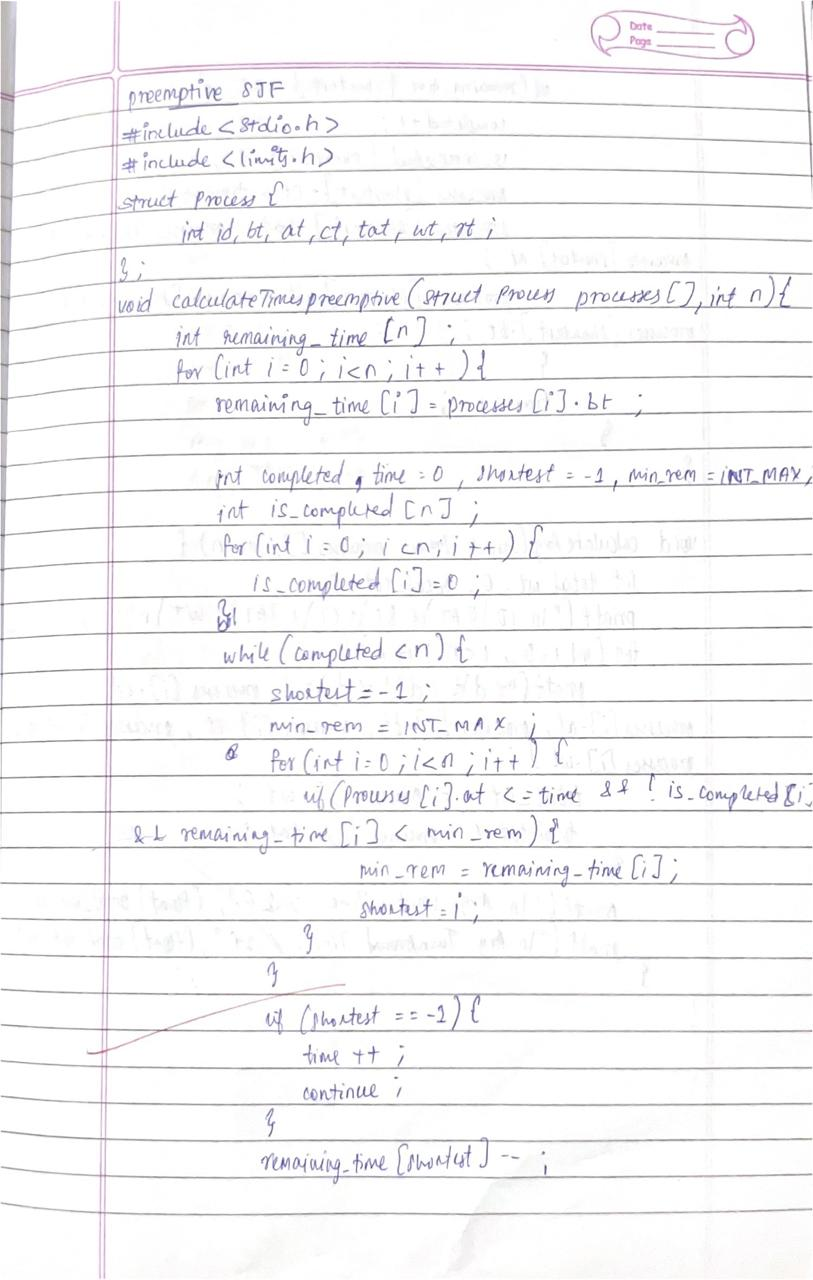 Date
Page
preemptive SJF
#include <stdio.h>
#include <limits.h>
struct Process {
int id, bt, at, ct, tat, wt, rt ;
} ;
void calculateTimespreemptive (struct Process processes [], int n) {
int remaining_time [n] ;
for (int i = 0 ; i<n ; i++ ) {
remaining_time [i] = processes [i] . bt ;
int completed , time = 0 , shortest = -1 , min_rem = INT_MAX,
int is_completed [n] ;
for (int i = 0 ; i <n ; i ++ ) {
is_completed [i] = 0 ;
}
while (completed <n) {
shortest = -1 ;
min_rem = INT_MAX ;
for (int i = 0 ; i<n ; i++ ) {
if (processes [i]. at <= time && ! is_completed [i]
&& remaining_time [i] < min_rem) {
min_rem = remaining_time [i] ;
shortest = i ;
}
}
if (shortest == -1) {
time ++ ;
continue ;
}
remaining_time [shortest] -- ;